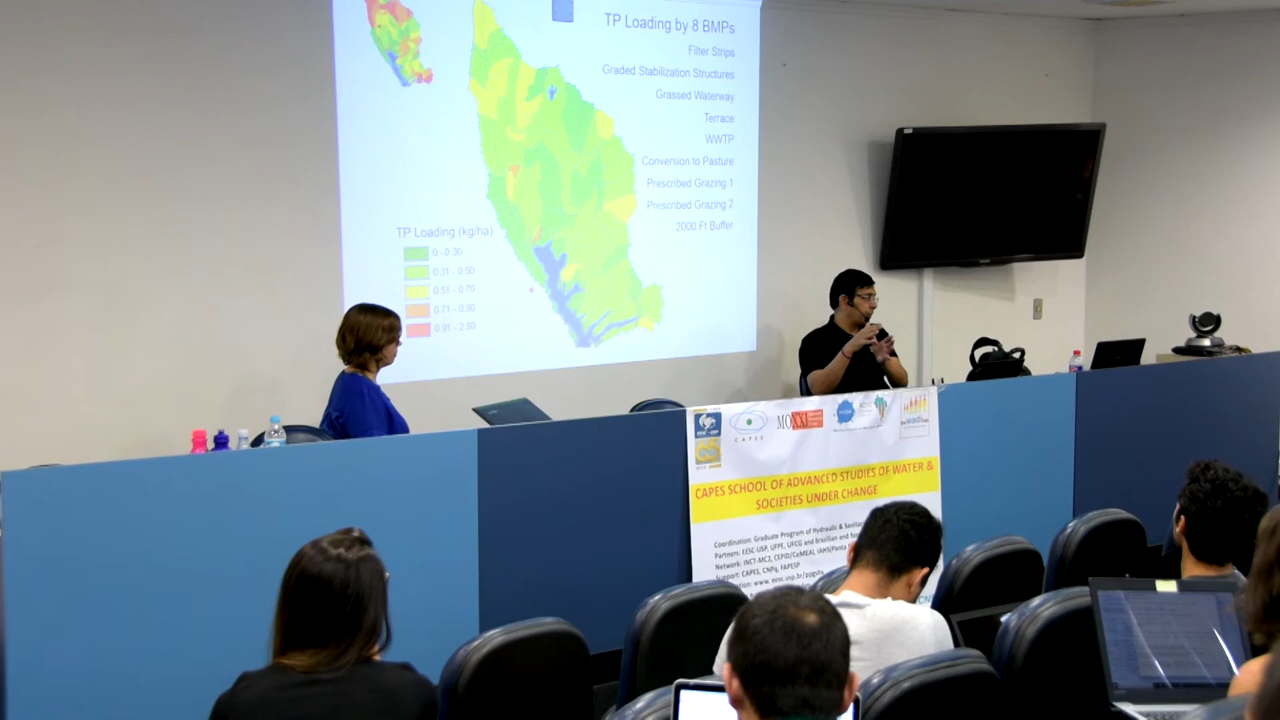 TP Loading by 8 BMPs
Filter Strips
Graded Stabilization Structures
Grassed Waterway
Terrace
WWTP
Conversion to Pasture
Prescribed Grazing 1
Prescribed Grazing 2
2000 Ft Buffer
TP Loading (kg/ha)
0 - 0.30
0.31 - 0.50
0.51 - 0.70
0.71 - 0.90
0.91 - 2.50
CAPES
MOXXI
CAPES SCHOOL OF ADVANCED STUDIES OF WATER &
SOCIETIES UNDER CHANGE
Coordination: Graduate Program of Hydraulic &
Partners: EESC-USP, UFPE, UFCG and Brazilian and
Network: INCT-MC2, CEPID/CeMEAL IAHS(Panta
Support: CAPES, CNPq, FAPESP
www. eesc.usp.br/ppgshs